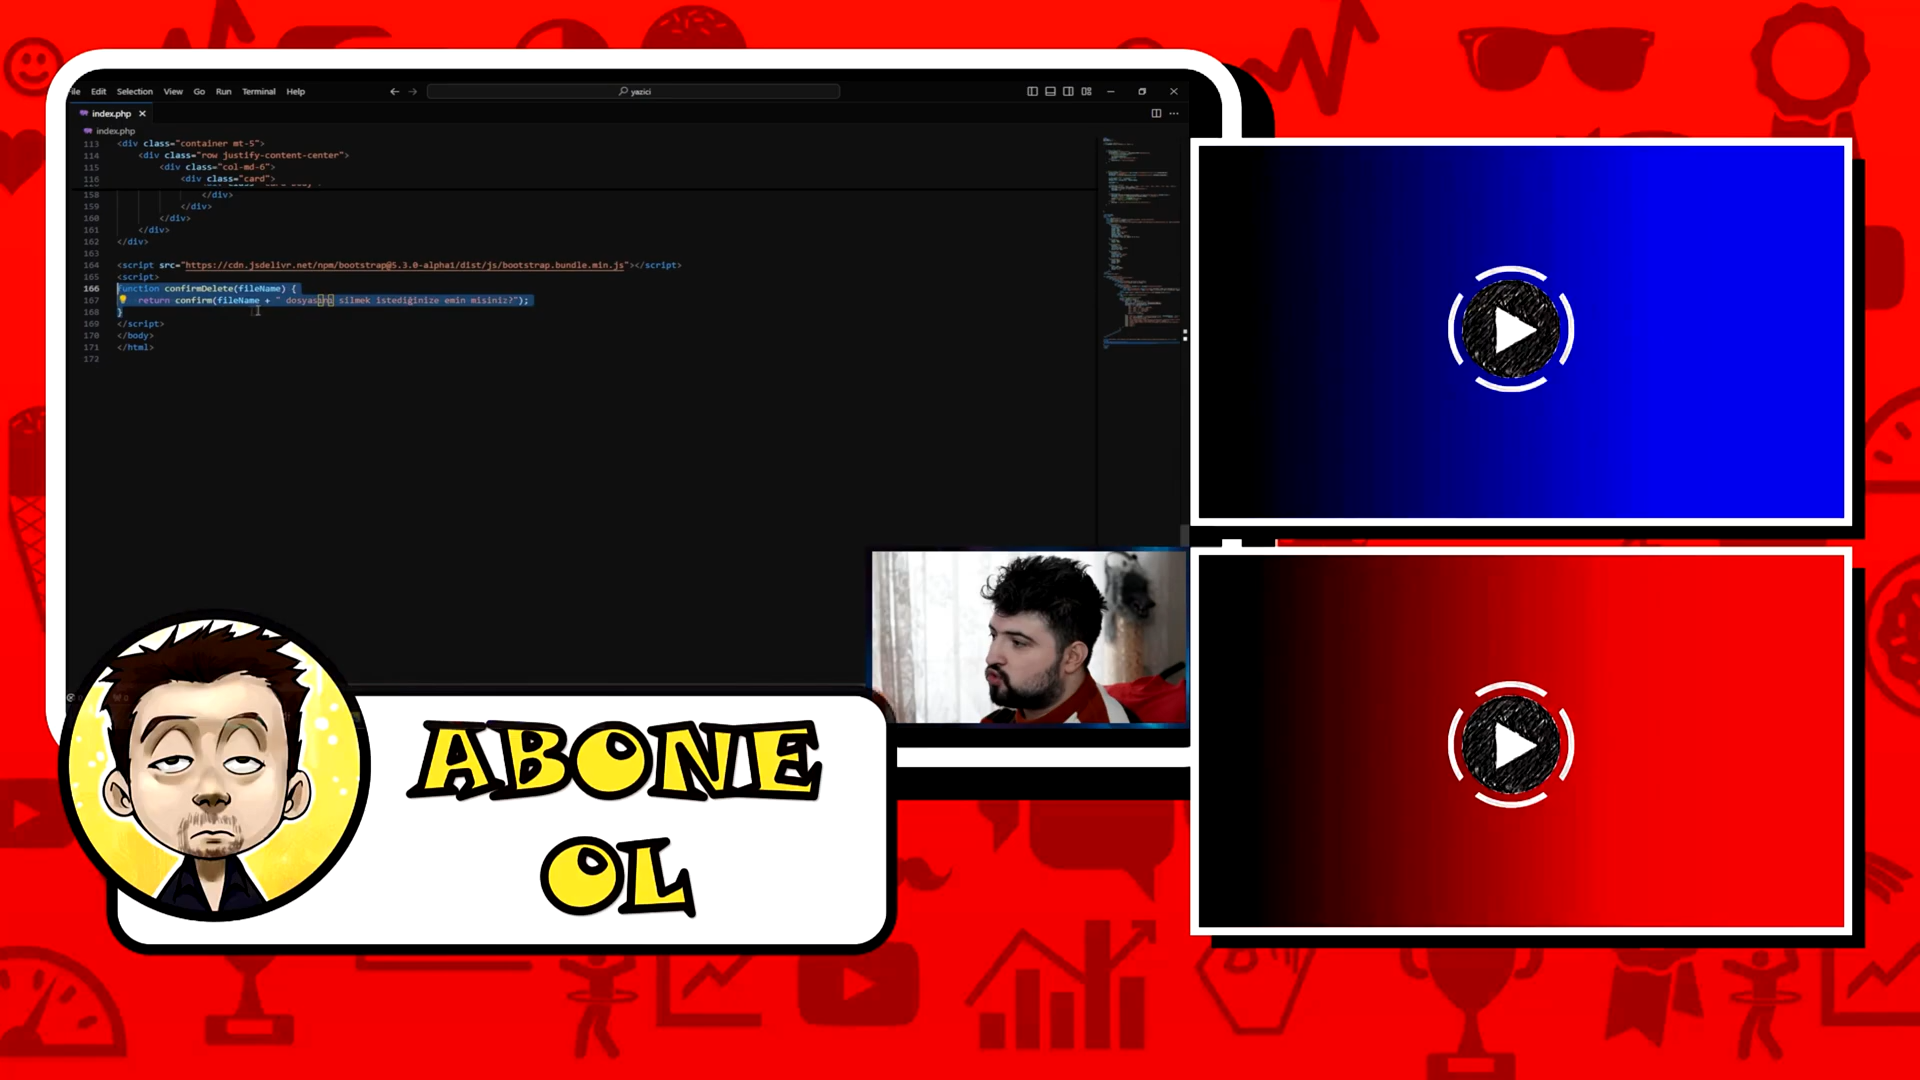 ile Edit Selection View Go Run Terminal Help
yazici
index.php
index.php
113 <div class="container mt-5">
114 <div class="row justify-content-center">
115 <div class="col-md-6">
116 <div class="card">
158 </div>
159 </div>
160 </div>
161 </div>
162 </div>
163
164 <script src="https://cdn.jsdelivr.net/npm/bootstrap@5.3.0-alpha1/dist/js/bootstrap.bundle.min.js"></script>
165 <script>
166 function confirmDelete(fileName) {
167 return confirm(fileName + " dosyasını silmek istediğinize emin misiniz?");
168 }
169 </script>
170 </body>
171 </html>
172
ABONE
OL